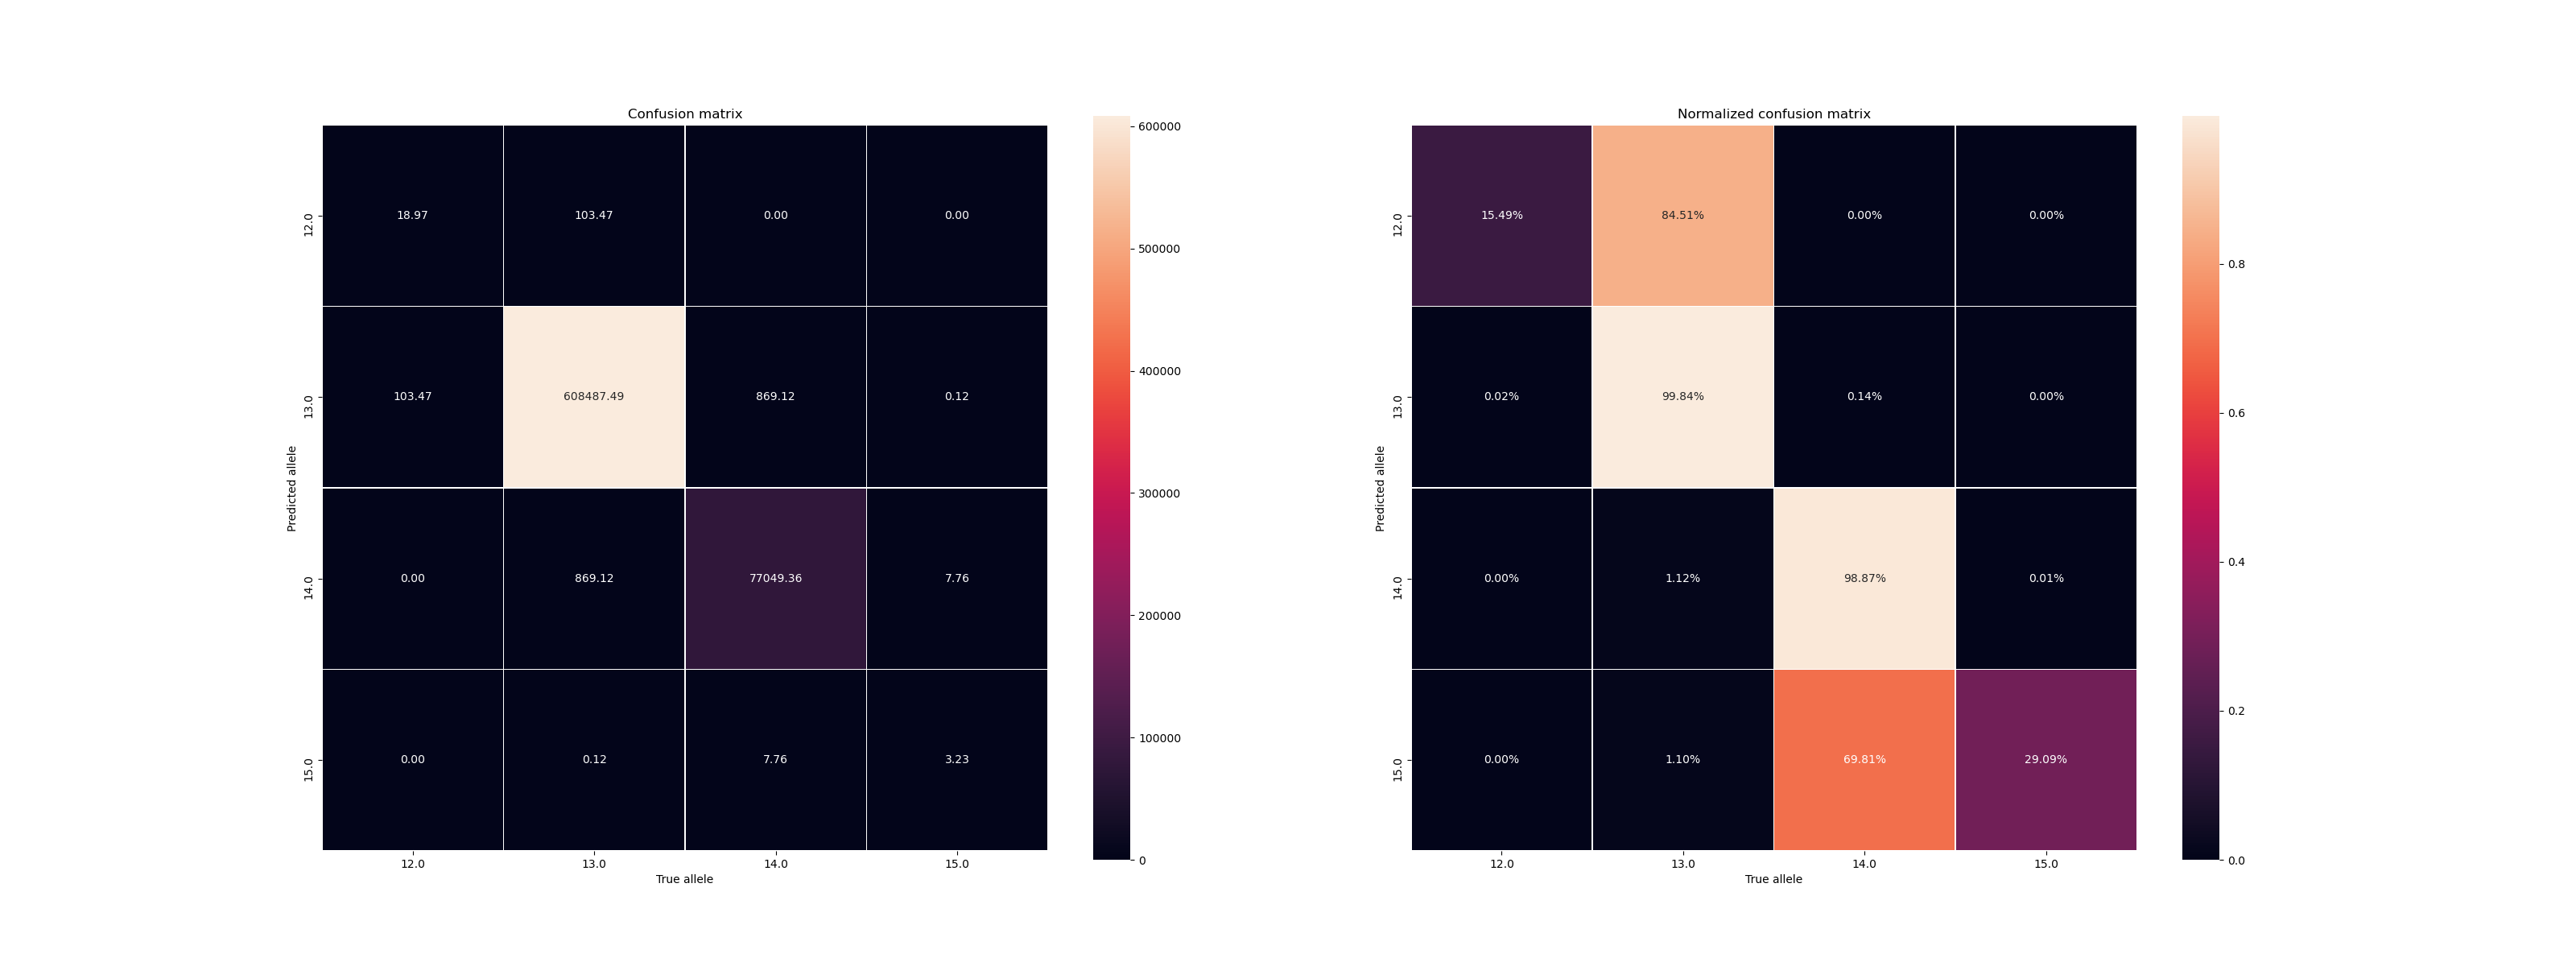 Confusion matrix
12.0
18.97 103.47 0.00 0.00
13.0
103.47 608487.49 869.12 0.12
14.0
0.00 869.12 77049.36 7.76
15.0
0.00 0.12 7.76 3.23
12.0 13.0 14.0 15.0
True allele
Predicted allele
600000
500000
400000
300000
200000
100000
0
Normalized confusion matrix
12.0
15.49% 84.51% 0.00% 0.00%
13.0
0.02% 99.84% 0.14% 0.00%
14.0
0.00% 1.12% 98.87% 0.01%
15.0
0.00% 1.10% 69.81% 29.09%
12.0 13.0 14.0 15.0
True allele
Predicted allele
0.8
0.6
0.4
0.2
0.0